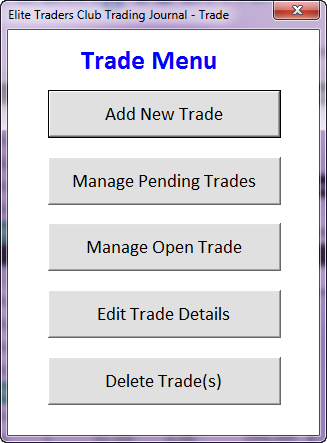 Elite Traders Club Trading Journal - Trade
Trade Menu
Add New Trade
Manage Pending Trades
Manage Open Trade
Edit Trade Details
Delete Trade(s)